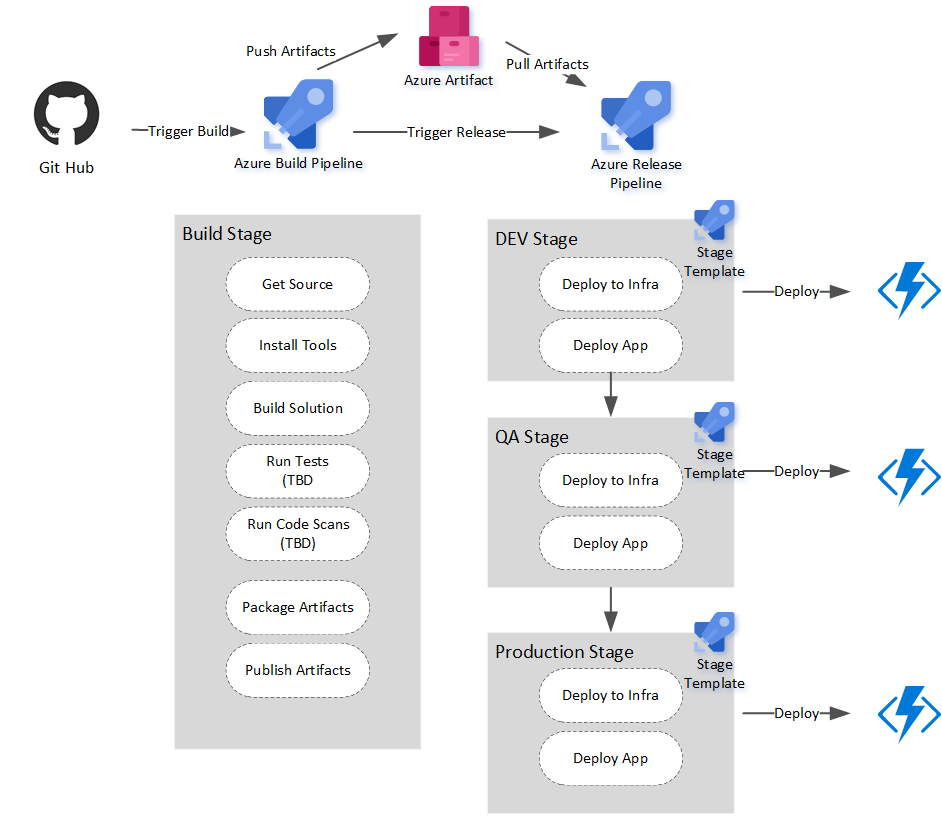 Push Artifacts
Azure Artifact
Pull Artifacts
Trigger Build
Trigger Release
Git Hub
Azure Build Pipeline
Azure Release
Pipeline
Build Stage
Get Source
Install Tools
Build Solution
Run Tests
(TBD
Run Code Scans
(TBD)
Package Artifacts
Publish Artifacts
DEV Stage
Stage
Template
Deploy to Infra
Deploy App
Deploy
QA Stage
Stage
Template
Deploy to Infra
Deploy App
Deploy
Production Stage
Stage
Template
Deploy to Infra
Deploy App
Deploy